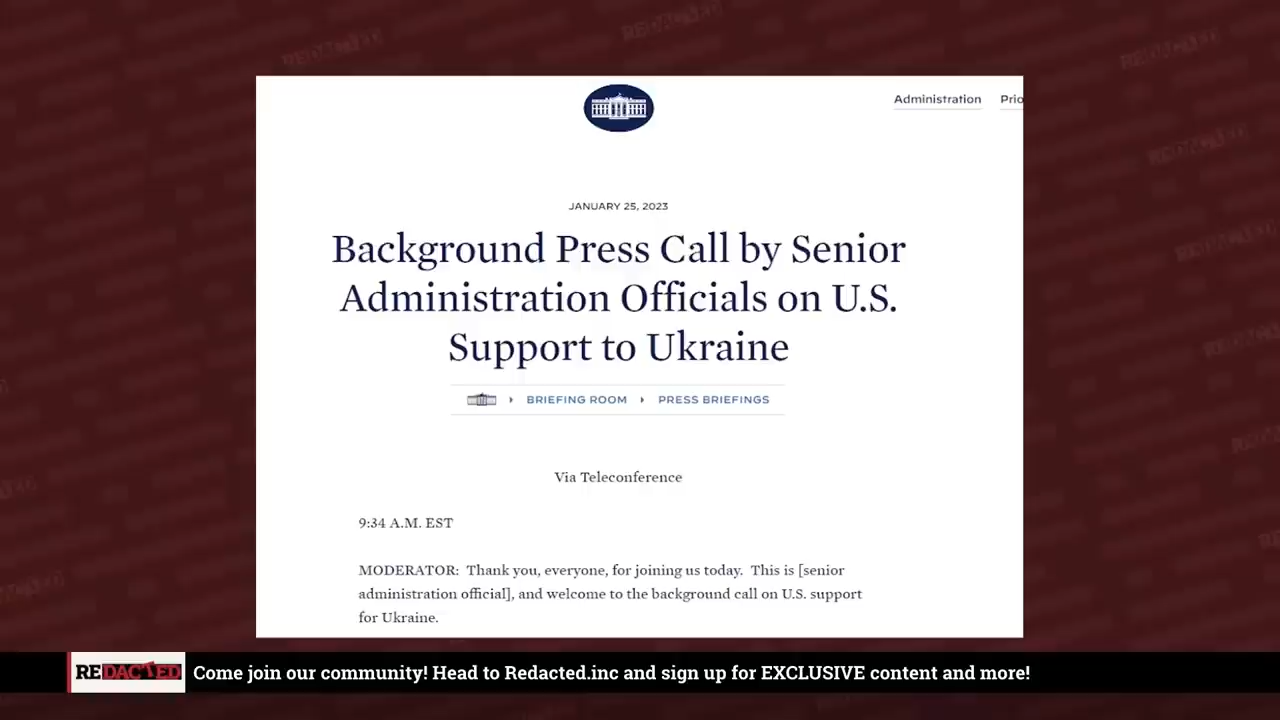 Administration Prio
JANUARY 25, 2023
Background Press Call by Senior
Administration Officials on U.S.
Support to Ukraine
BRIEFING ROOM PRESS BRIEFINGS
Via Teleconference
9:34 A.M. EST
MODERATOR:  Thank you, everyone, for joining us today.  This is [senior
administration official], and welcome to the background call on U.S. support
for Ukraine.
REDACTED Come join our community! Head to Redacted.inc and sign up for EXCLUSIVE content and more!